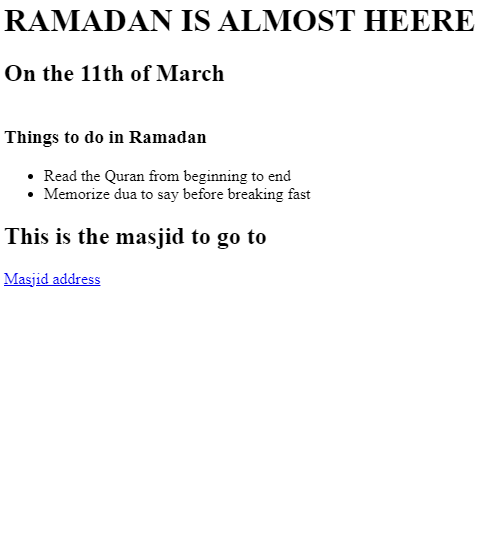 RAMADAN IS ALMOST HEERE
On the 11th of March
Things to do in Ramadan
Read the Quran from beginning to end
Memorize dua to say before breaking fast
This is the masjid to go to
Masjid address